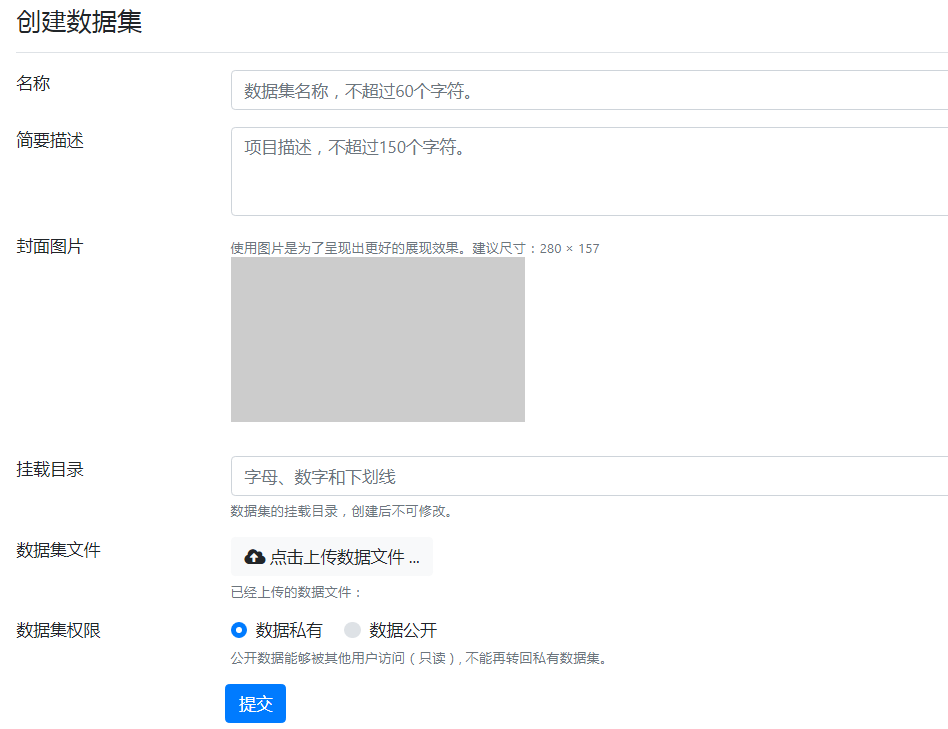 创建数据集
名称
数据集名称，不超过60个字符。
简要描述
项目描述，不超过150个字符。
封面图片
使用图片是为了呈现出更好的展现效果。建议尺寸：280 × 157
挂载目录
字母、数字和下划线
数据集的挂载目录，创建后不可修改。
数据集文件
点击上传数据文件 ...
已经上传的数据文件：
数据集权限
数据私有 数据公开
公开数据能够被其他用户访问（只读）, 不能再转回私有数据集。
提交